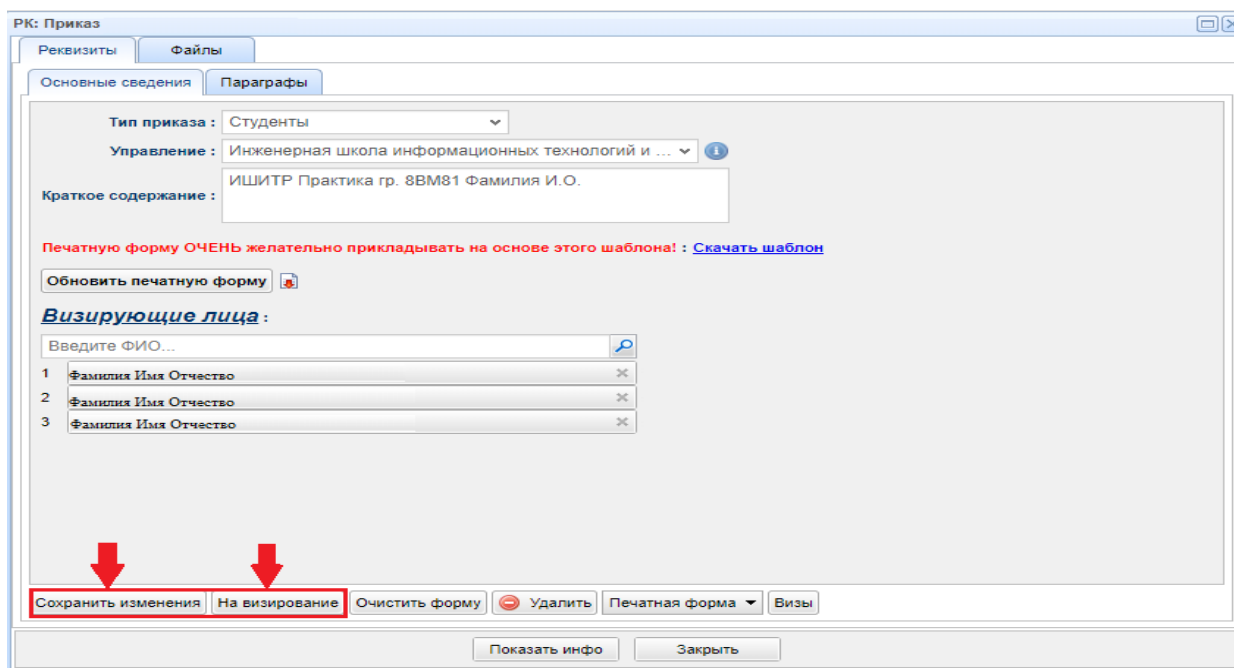 РК: Приказ
Реквизиты Файлы
Основные сведения Параграфы
Тип приказа : Студенты
Управление : Инженерная школа информационных технологий и ...
Краткое содержание : ИШИТР Практика гр. 8ВМ81 Фамилия И.О.
Печатную форму ОЧЕНЬ желательно прикладывать на основе этого шаблона! : Скачать шаблон
Обновить печатную форму
Визирующие лица :
Введите ФИО...
1 Фамилия Имя Отчество
2 Фамилия Имя Отчество
3 Фамилия Имя Отчество
Сохранить изменения На визирование Очистить форму Удалить Печатная форма Визы
Показать инфо Закрыть